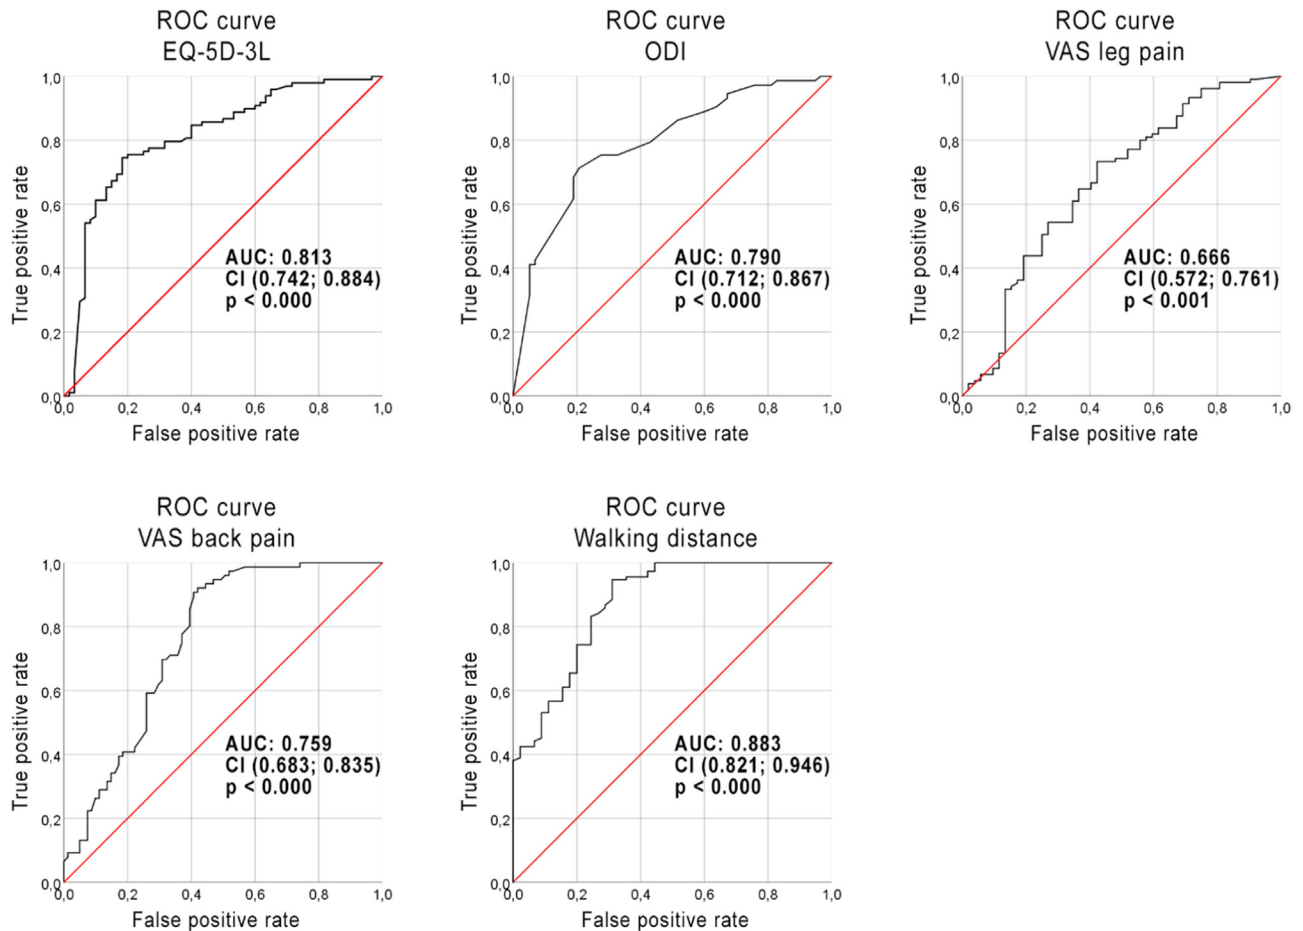 ROC curve
EQ-5D-3L
1,0
0,8
0,6
0,4
0,2
0,0
True positive rate
AUC: 0.813
CI (0.742; 0.884)
p < 0.000
0,0 0,2 0,4 0,6 0,8 1,0
False positive rate
ROC curve
ODI
1,0
0,8
0,6
0,4
0,2
0,0
True positive rate
AUC: 0.790
CI (0.712; 0.867)
p < 0.000
0,0 0,2 0,4 0,6 0,8 1,0
False positive rate
ROC curve
VAS leg pain
1,0
0,8
0,6
0,4
0,2
0,0
True positive rate
AUC: 0.666
CI (0.572; 0.761)
p < 0.001
0,0 0,2 0,4 0,6 0,8 1,0
False positive rate
ROC curve
VAS back pain
1,0
0,8
0,6
0,4
0,2
0,0
True positive rate
AUC: 0.759
CI (0.683; 0.835)
p < 0.000
0,0 0,2 0,4 0,6 0,8 1,0
False positive rate
ROC curve
Walking distance
1,0
0,8
0,6
0,4
0,2
0,0
True positive rate
AUC: 0.883
CI (0.821; 0.946)
p < 0.000
0,0 0,2 0,4 0,6 0,8 1,0
False positive rate